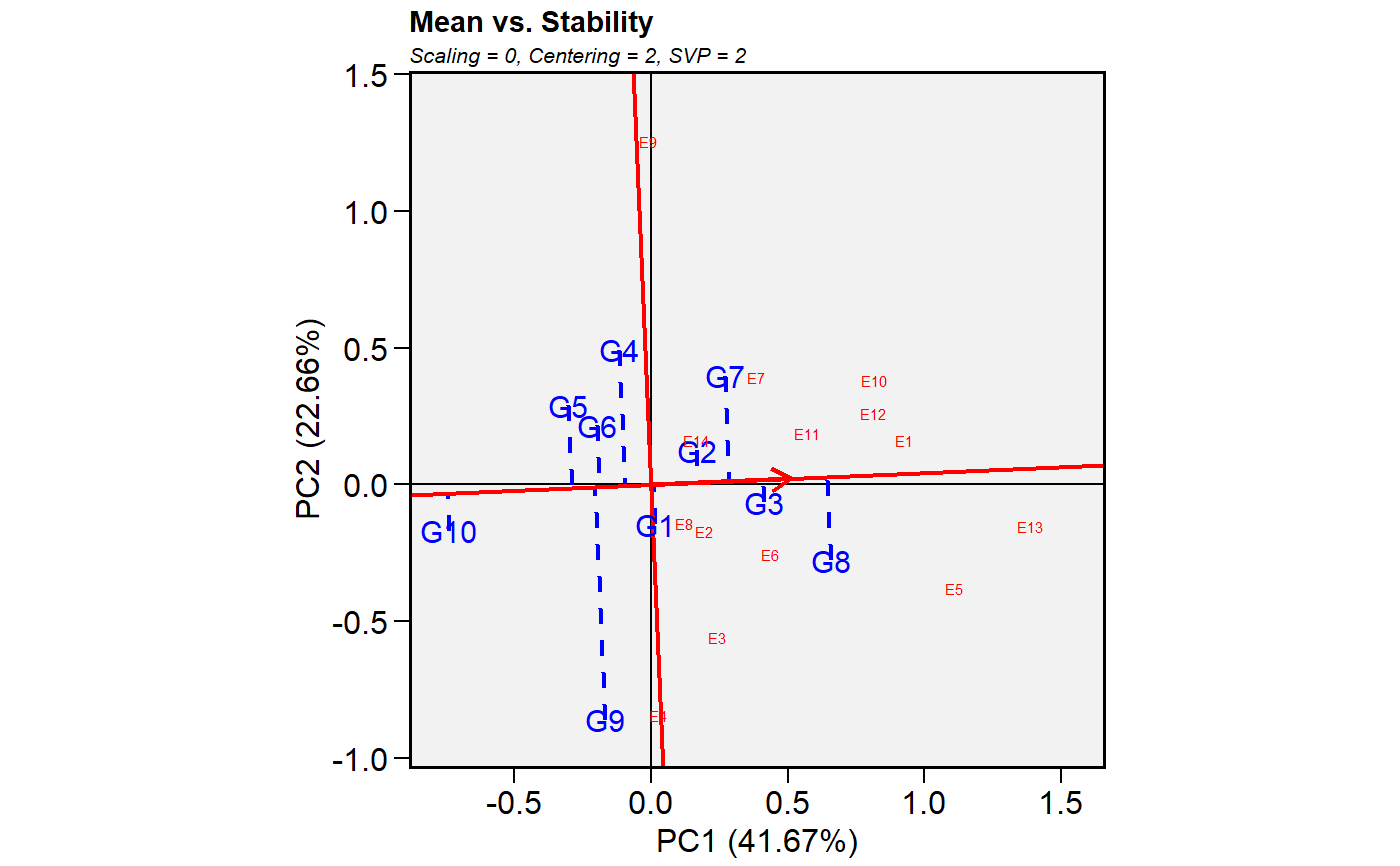 Mean vs. Stability
Scaling = 0, Centering = 2, SVP = 2
1.5
E9
1.0
0.5
G4
G7
E7
E10
G5
E12
G6
E11
E14
E1
G2
0.0
G3
G1
E8
E2
E13
G10
E6
G8
E5
-0.5
E3
G9
E4
-1.0
PC2 (22.66%)
-0.5
0.0
0.5
1.0
1.5
PC1 (41.67%)